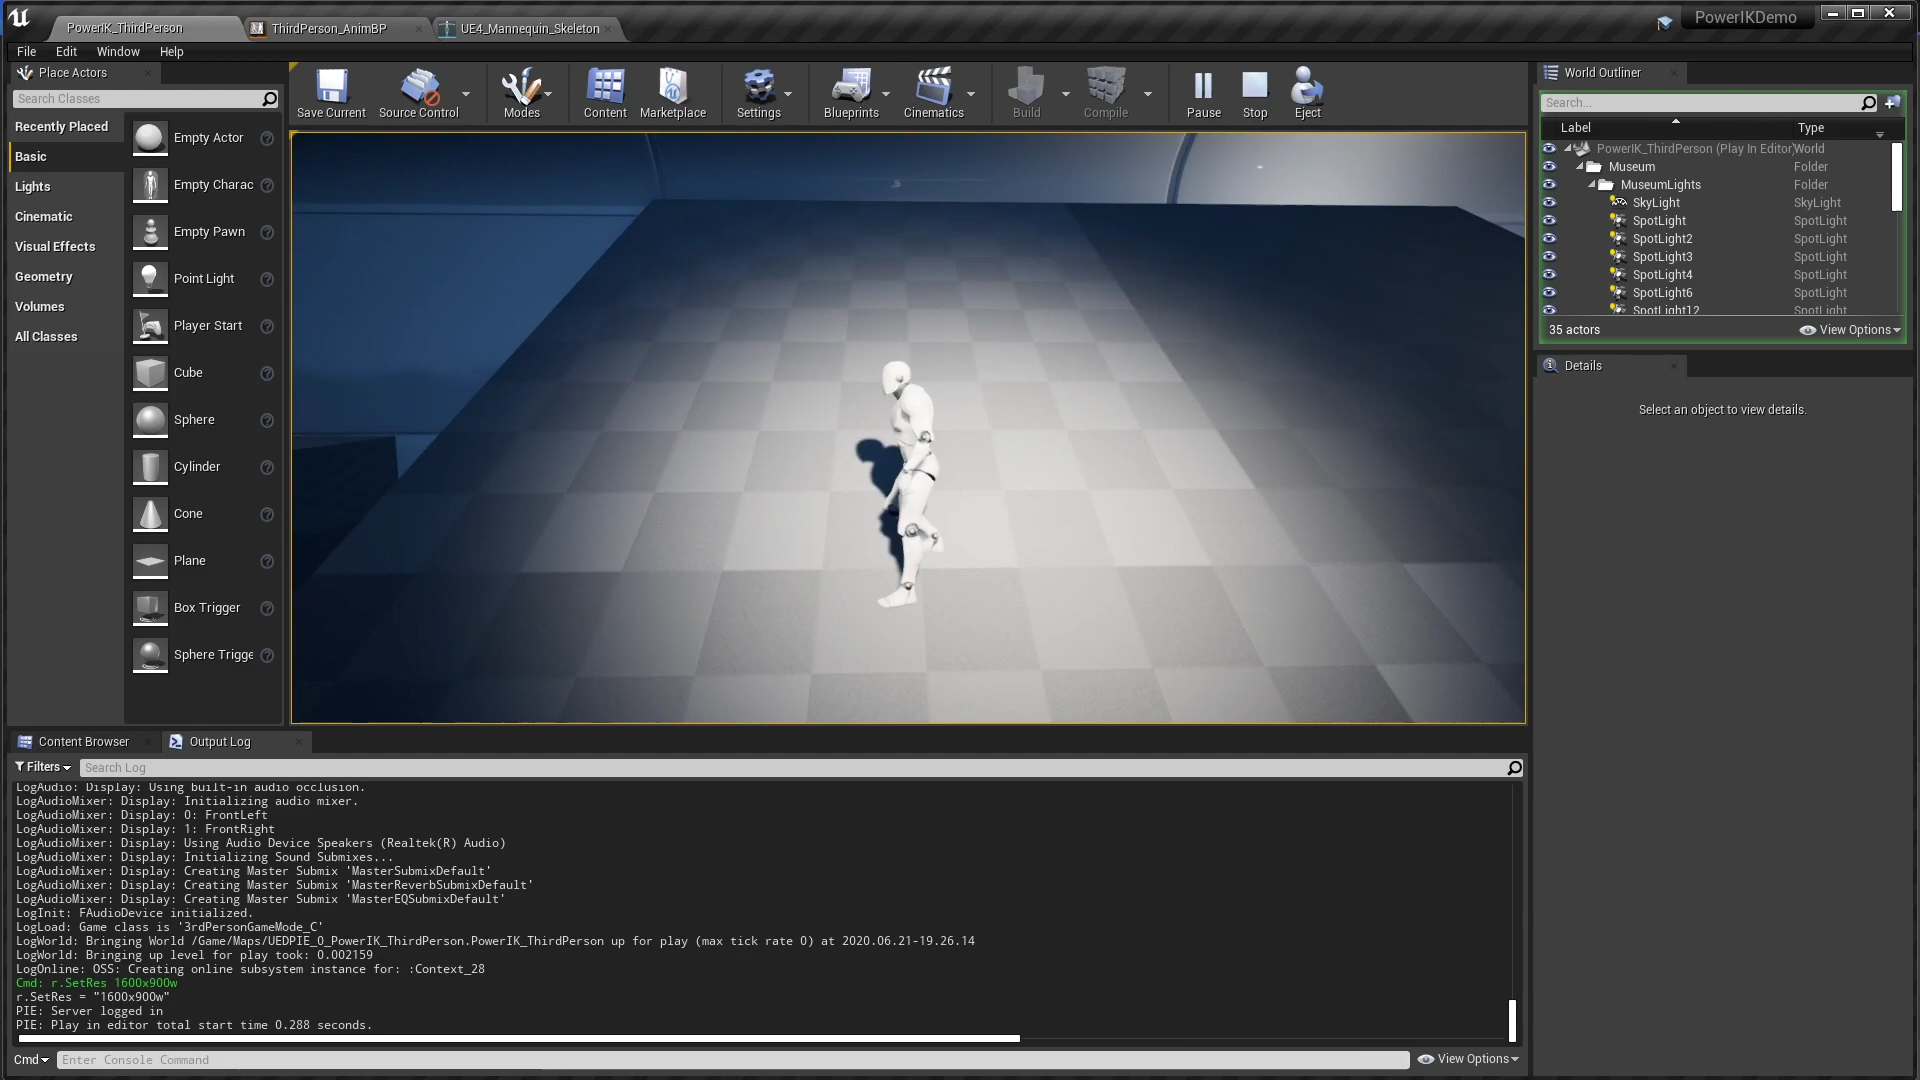 PowerIK_ThirdPerson
ThirdPerson_AnimBP
UE4_Mannequin_Skeleton
PowerIKDemo
File Edit Window Help
Place Actors
Search Classes
Recently Placed
Basic
Lights
Cinematic
Visual Effects
Geometry
Volumes
All Classes
Empty Actor
Empty Charac
Empty Pawn
Point Light
Player Start
Cube
Sphere
Cylinder
Cone
Plane
Box Trigger
Sphere Trigge
Save Current
Source Control
Modes
Content
Marketplace
Settings
Blueprints
Cinematics
Build
Compile
Pause
Stop
Eject
World Outliner
Search...
Label Type
PowerIK_ThirdPerson (Play In Editor) World
Museum Folder
MuseumLights Folder
SkyLight SkyLight
SpotLight SpotLight
SpotLight2 SpotLight
SpotLight3 SpotLight
SpotLight4 SpotLight
SpotLight6 SpotLight
SpotLight12 SpotLight
35 actors View Options
Details
Select an object to view details.
Content Browser
Output Log
Filters
Search Log
LogAudio: Display: Using built-in audio occlusion.
LogAudioMixer: Display: Initializing audio mixer.
LogAudioMixer: Display: 0: FrontLeft
LogAudioMixer: Display: 1: FrontRight
LogAudioMixer: Display: Using Audio Device Speakers (Realtek(R) Audio)
LogAudioMixer: Display: Initializing Sound Submixes...
LogAudioMixer: Display: Creating Master Submix 'MasterSubmixDefault'
LogAudioMixer: Display: Creating Master Submix 'MasterReverbSubmixDefault'
LogAudioMixer: Display: Creating Master Submix 'MasterEQSubmixDefault'
LogInit: FAudioDevice initialized.
LogLoad: Game class is '3rdPersonGameMode_C'
LogWorld: Bringing World /Game/Maps/UEDPIE_0_PowerIK_ThirdPerson.PowerIK_ThirdPerson up for play (max tick rate 0) at 2020.06.21-19.26.14
LogWorld: Bringing up level for play took: 0.002159
LogOnline: OSS: Creating online subsystem instance for: :Context_28
Cmd: r.SetRes 1600x900w
r.SetRes = "1600x900w"
PIE: Server logged in
PIE: Play in editor total start time 0.288 seconds.
Cmd
Enter Console Command
View Options